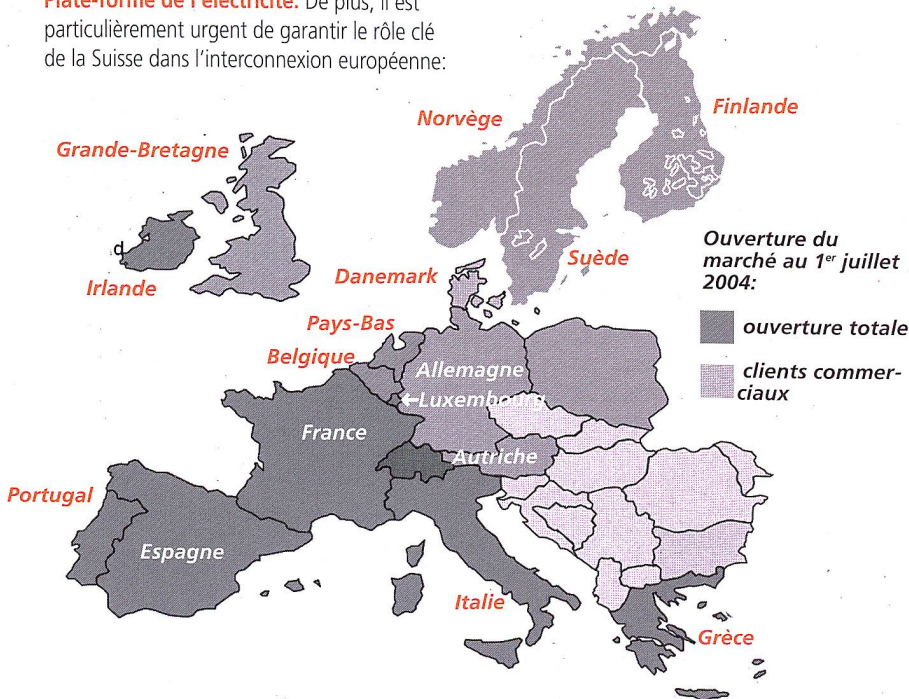 Plate-forme de l'électricité. De plus, il est
particulièrement urgent de garantir le rôle clé
de la Suisse dans l'interconnexion européenne:
Norvège
Finlande
Grande-Bretagne
d
Irlande
Suède
Danemark
Pays-Bas
Belgique
Allemagne
←Luxembourg
France
Autriche
Portugal
Espagne
Italie
Grèce
Ouverture du
marché au 1er juillet
2004:
ouverture totale
clients commer-
ciaux